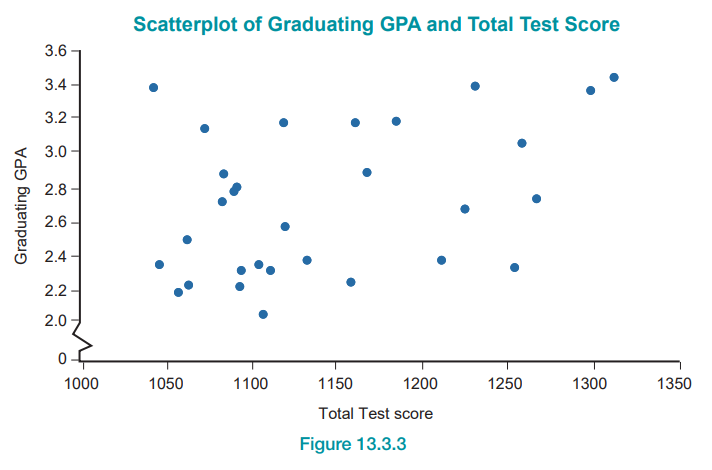 Scatterplot of Graduating GPA and Total Test Score
3.6
3.4
3.2
3.0
2.8
2.6
2.4
2.2
2.0
0
Graduating GPA
1000 1050 1100 1150 1200 1250 1300 1350
Total Test score
Figure 13.3.3